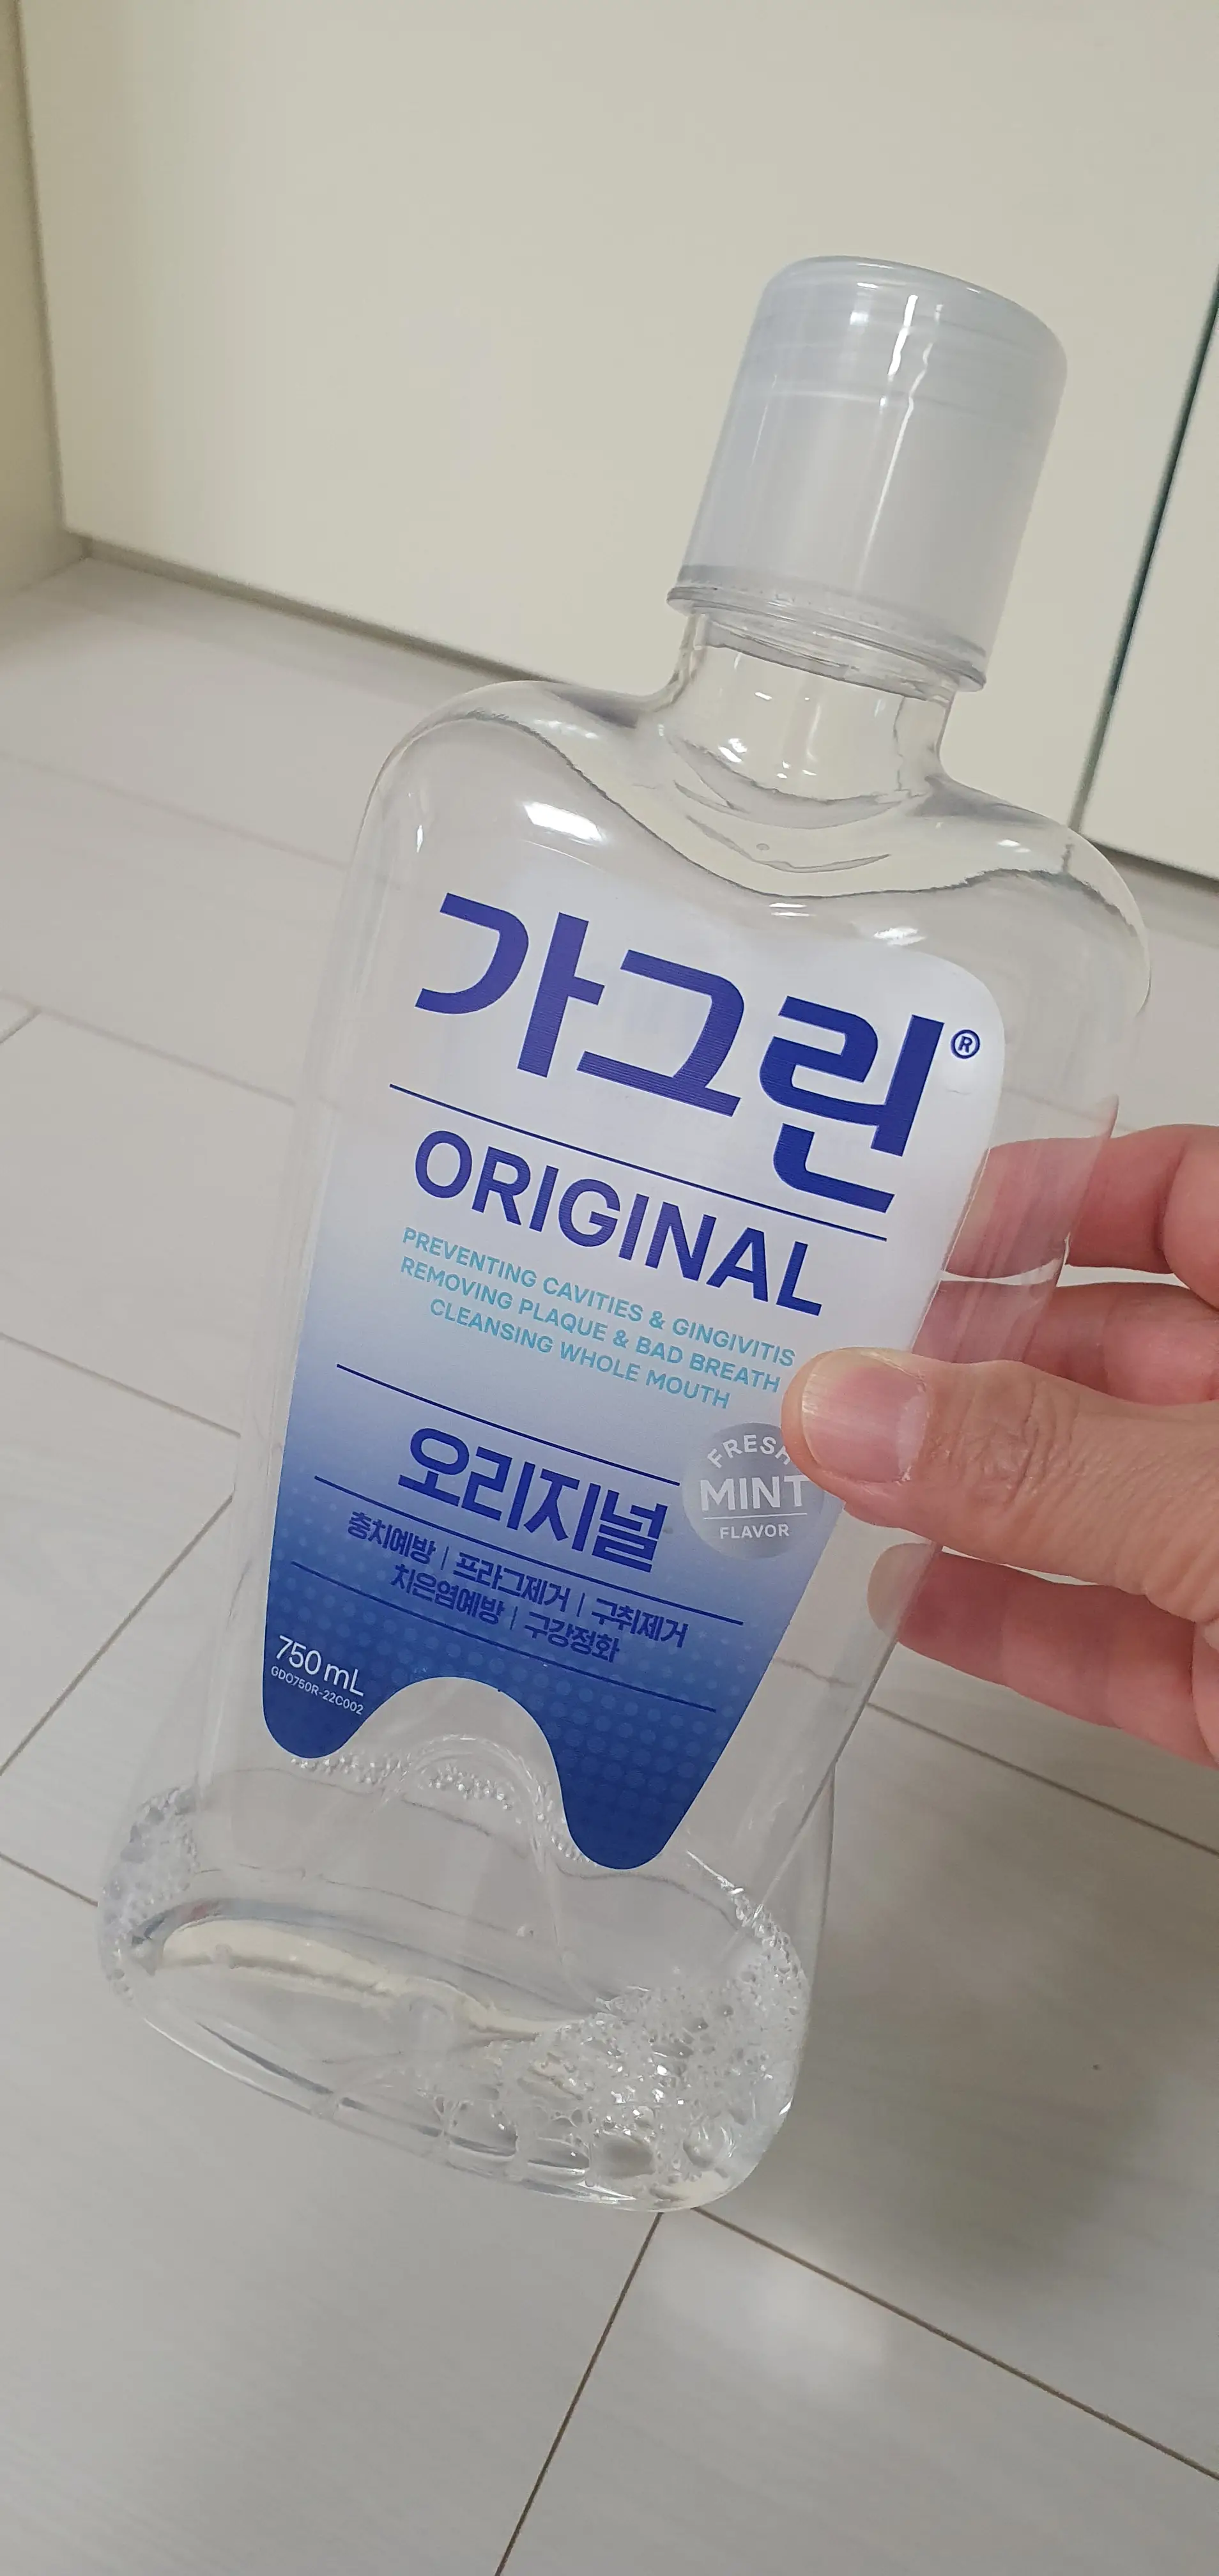 가그린®
ORIGINAL
PREVENTING CAVITIES & GINGIVITIS
REMOVING PLAQUE & BAD BREATH
CLEANSING WHOLE MOUTH
FRESH
MINT
FLAVOR
오리지널
충치예방 | 프라그제거 | 구취제거
치은염예방 | 구강정화
750 mL
GDO750R-22C002